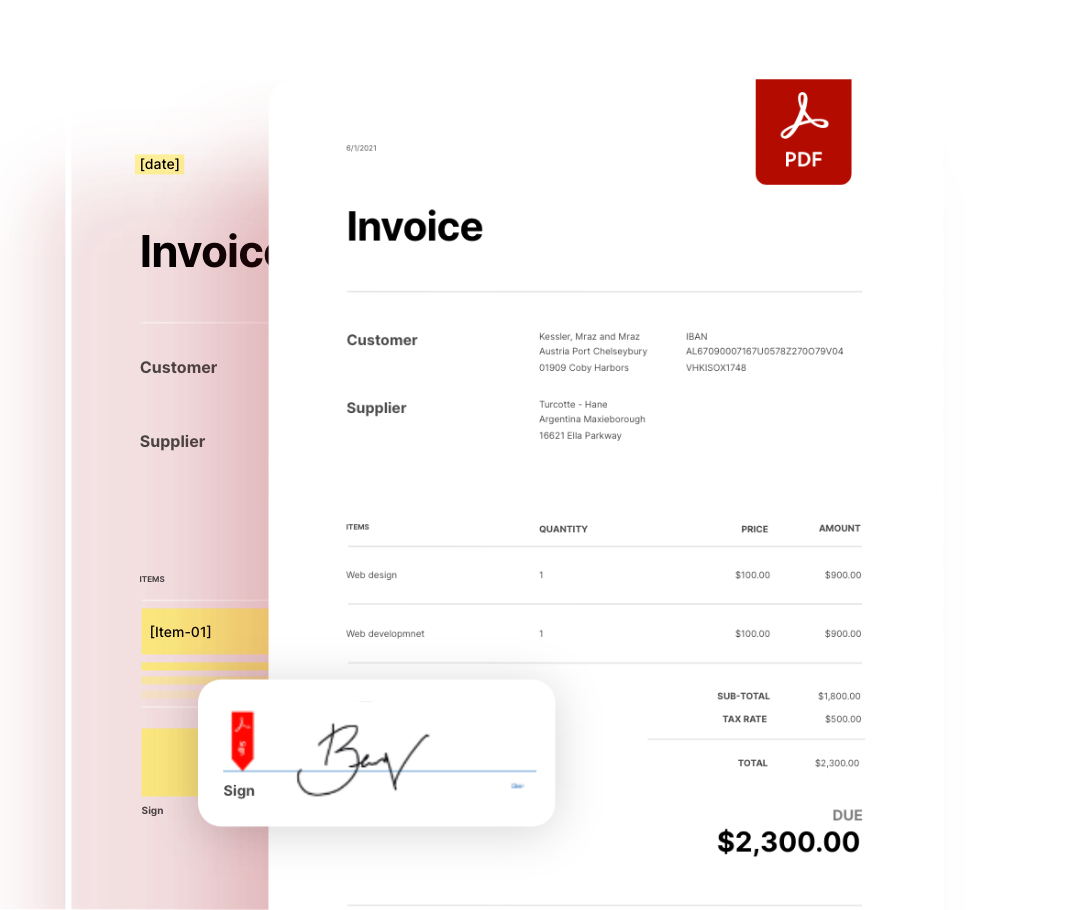 [date]
Invoice
Customer
Supplier
ITEMS
[Item-01]
Sign
PDF
6/1/2021
Invoice
Customer
Kessler, Mraz and Mraz
Austria Port Chelseybury
01909 Coby Harbors
IBAN
AL67090007167U0578Z270O79V04
VHKISOX1748
Supplier
Turcotte - Hane
Argentina Maxieborough
16621 Ella Parkway
ITEMS QUANTITY PRICE AMOUNT
Web design 1 $100.00 $900.00
Web developmnet 1 $100.00 $900.00
SUB-TOTAL $1,800.00
TAX RATE $500.00
TOTAL $2,300.00
DUE
$2,300.00
Sign